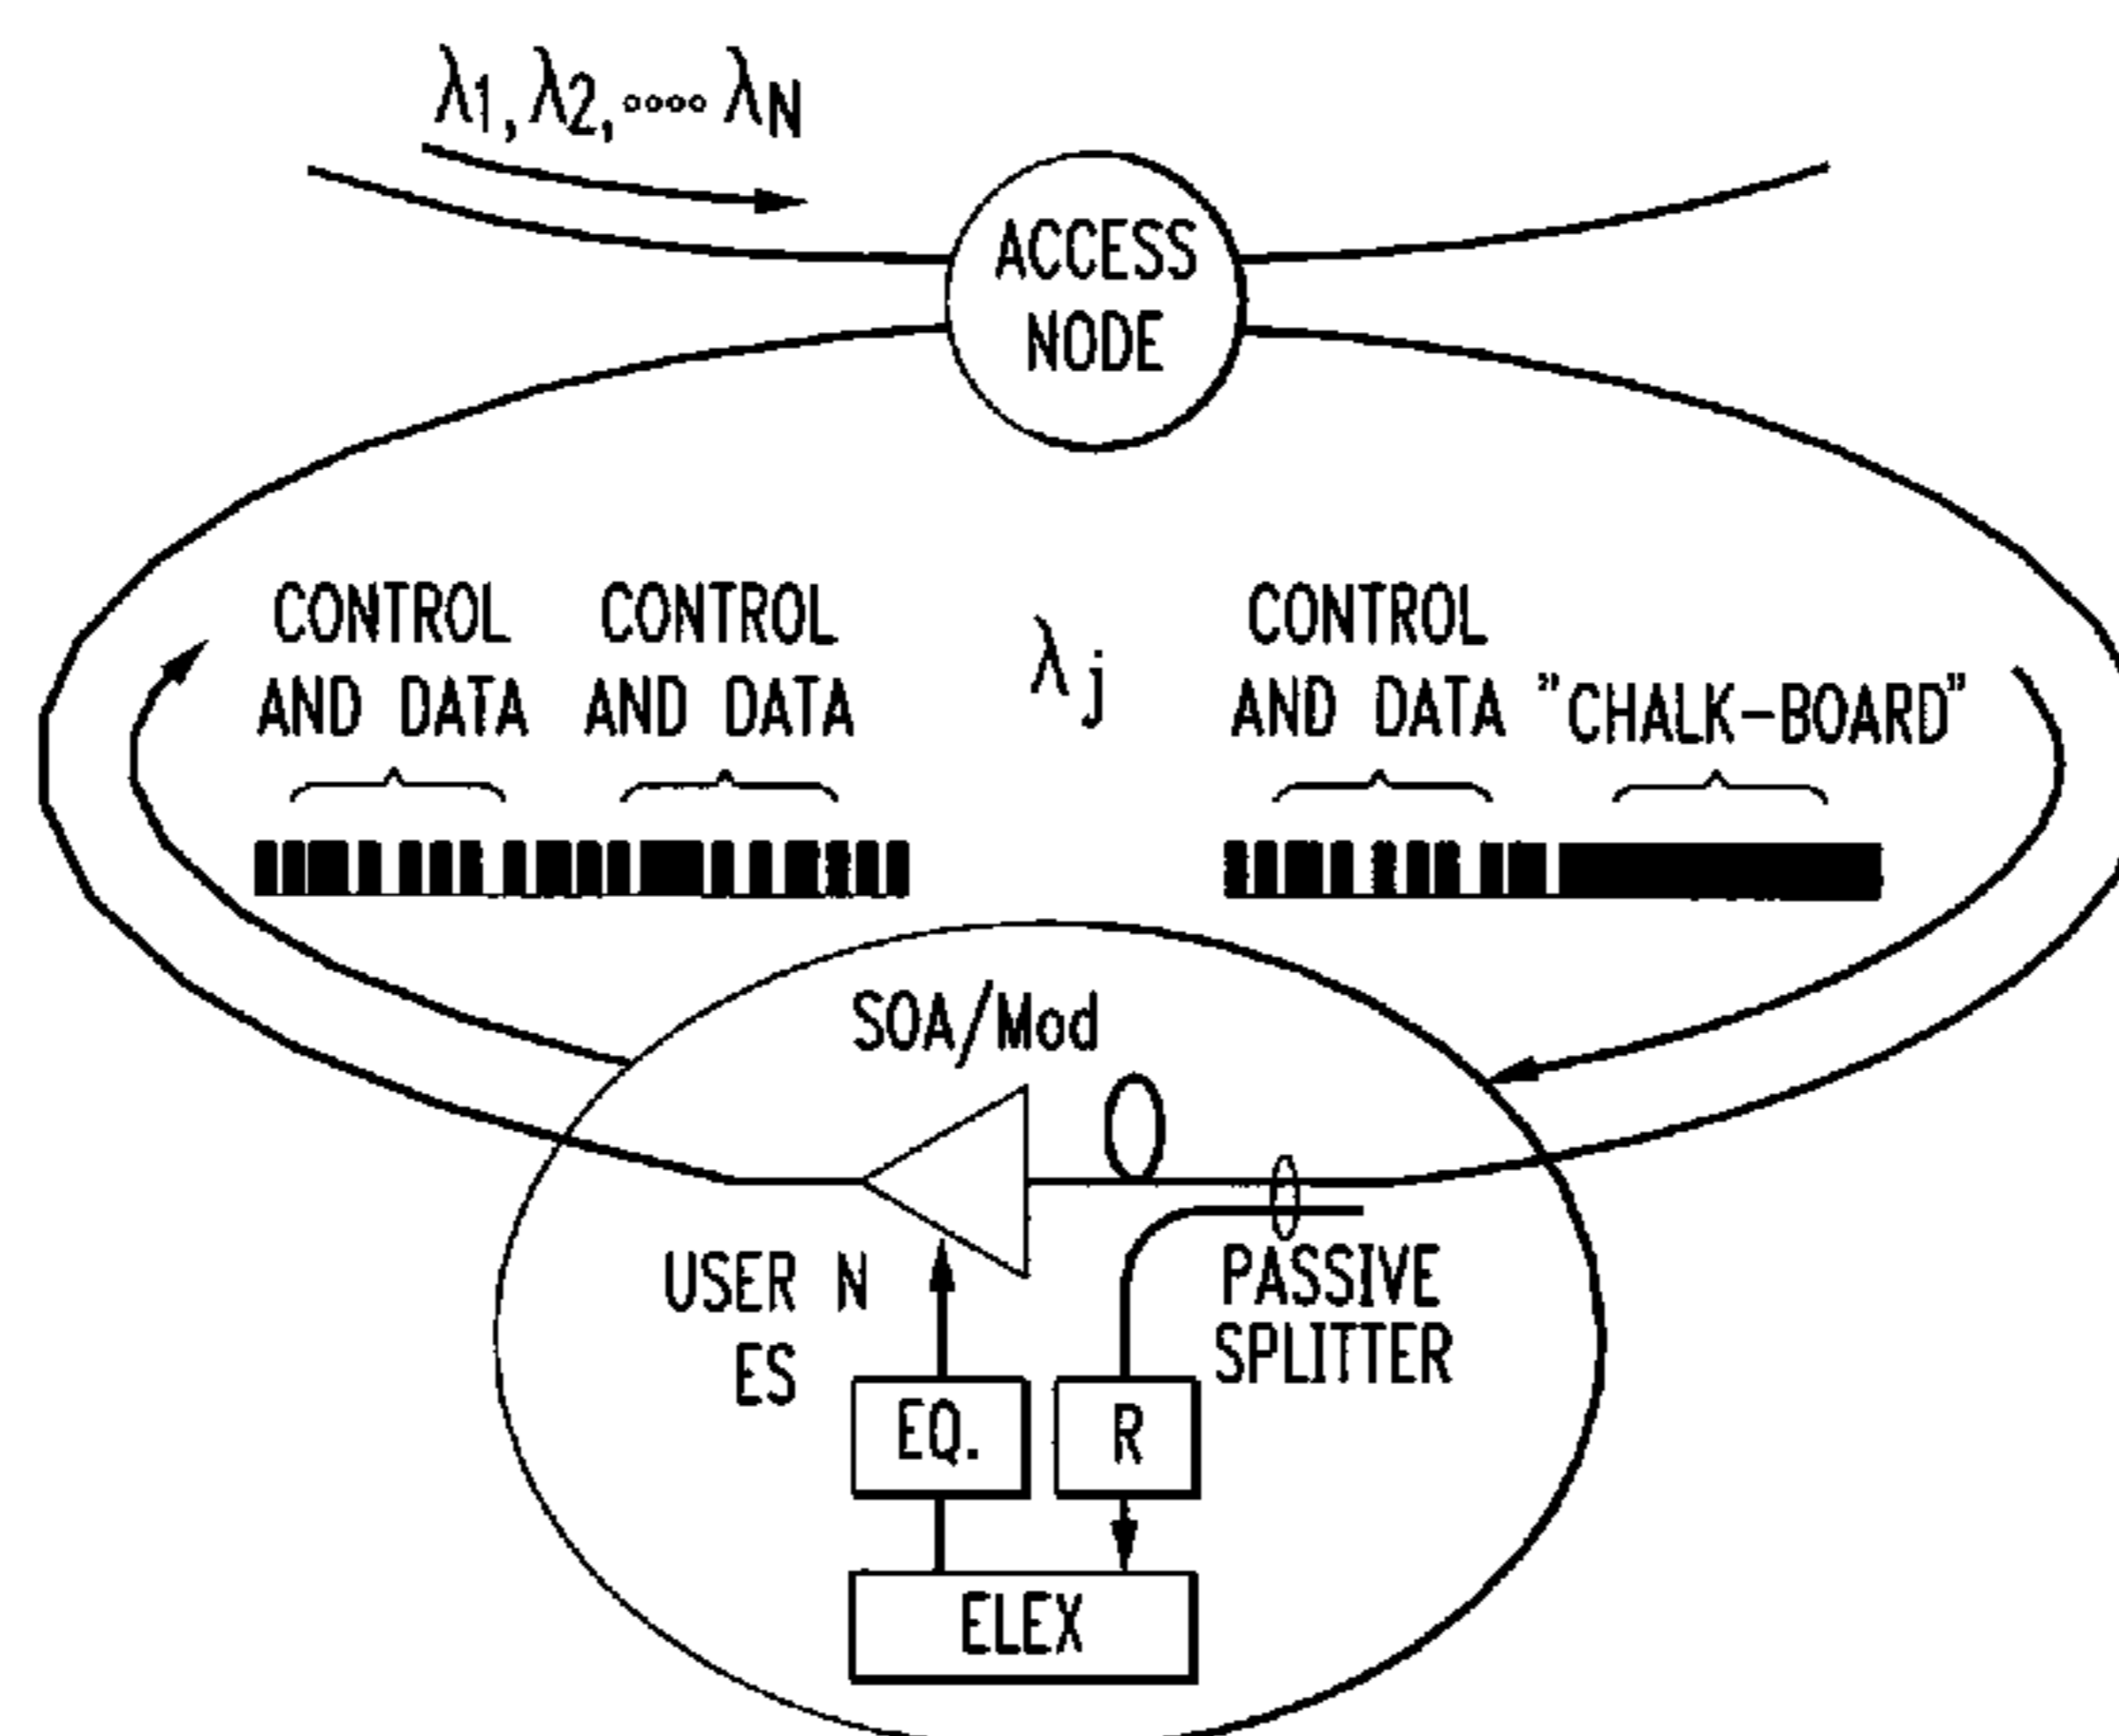 λ1, λ2, ∘∘∘∘ λN
ACCESS
NODE
CONTROL
AND DATA
CONTROL
AND DATA
λj
CONTROL
AND DATA
"CHALK-BOARD"
SOA/Mod
USER N
ES
PASSIVE
SPLITTER
EQ.
R
ELEX